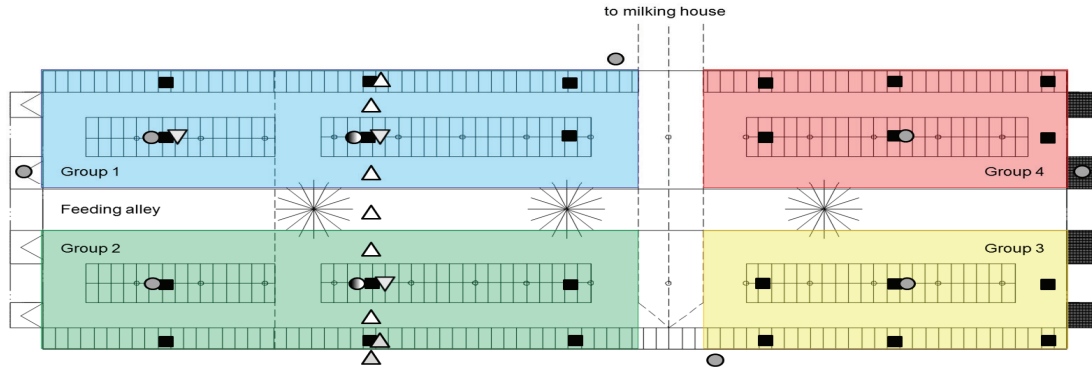 to milking house
Group 1
Group 4
Feeding alley
Group 2
Group 3